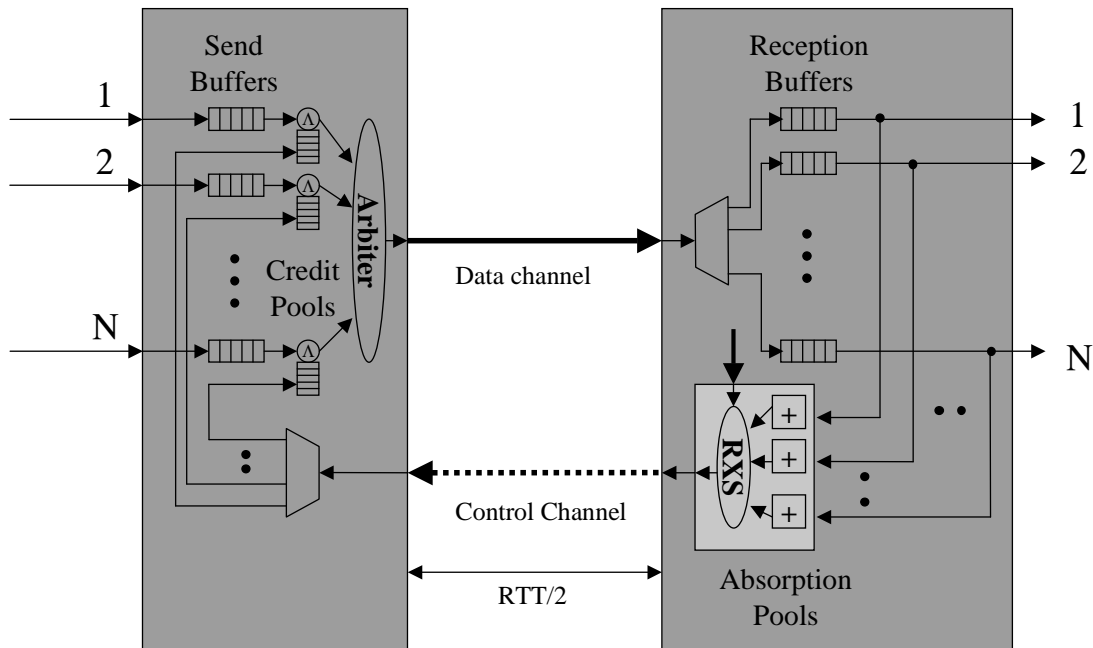 Send
Buffers
1
Λ
2
Λ
Credit
Pools
N
Λ
Arbiter
Data channel
Control Channel
RTT/2
Reception
Buffers
1
2
N
RXS
+
+
+
Absorption
Pools